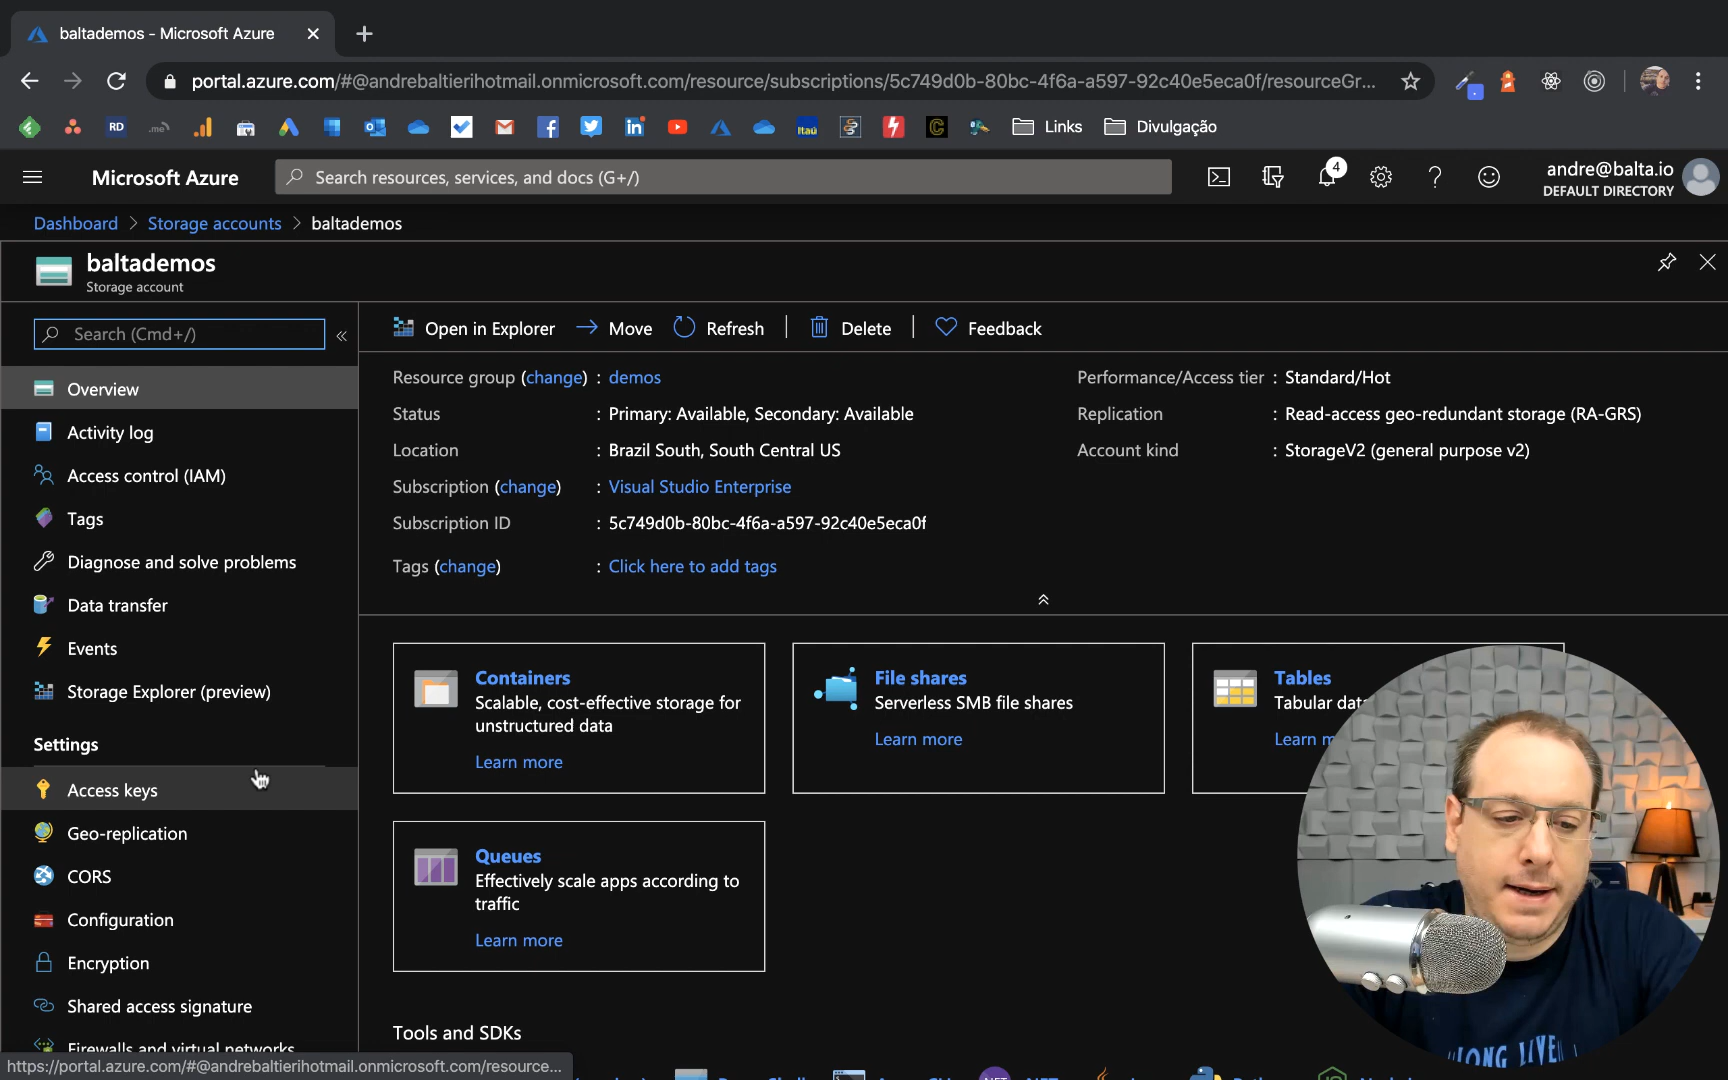 baltademos - Microsoft Azure
portal.azure.com/#@andrebaltierihotmail.onmicrosoft.com/resource/subscriptions/5c749d0b-80bc-4f6a-a597-92c40e5eca0f/resourceGr...
RD
.me
Itaú
Links
Divulgação
Microsoft Azure
Search resources, services, and docs (G+/)
4
andre@balta.io
DEFAULT DIRECTORY
Dashboard > Storage accounts > baltademos
baltademos
Storage account
Search (Cmd+/)
Overview
Activity log
Access control (IAM)
Tags
Diagnose and solve problems
Data transfer
Events
Storage Explorer (preview)
Settings
Access keys
Geo-replication
CORS
Configuration
Encryption
Shared access signature
Firewalls and virtual networks
https://portal.azure.com/#@andrebaltierihotmail.onmicrosoft.com/resource...
Open in Explorer
Move
Refresh
Delete
Feedback
Resource group (change) : demos
Status : Primary: Available, Secondary: Available
Location : Brazil South, South Central US
Subscription (change) : Visual Studio Enterprise
Subscription ID : 5c749d0b-80bc-4f6a-a597-92c40e5eca0f
Tags (change) : Click here to add tags
Performance/Access tier : Standard/Hot
Replication : Read-access geo-redundant storage (RA-GRS)
Account kind : StorageV2 (general purpose v2)
Containers
Scalable, cost-effective storage for
unstructured data
Learn more
File shares
Serverless SMB file shares
Learn more
Tables
Tabular
Learn
Queues
Effectively scale apps according to
traffic
Learn more
Tools and SDKs
LONG LIVE